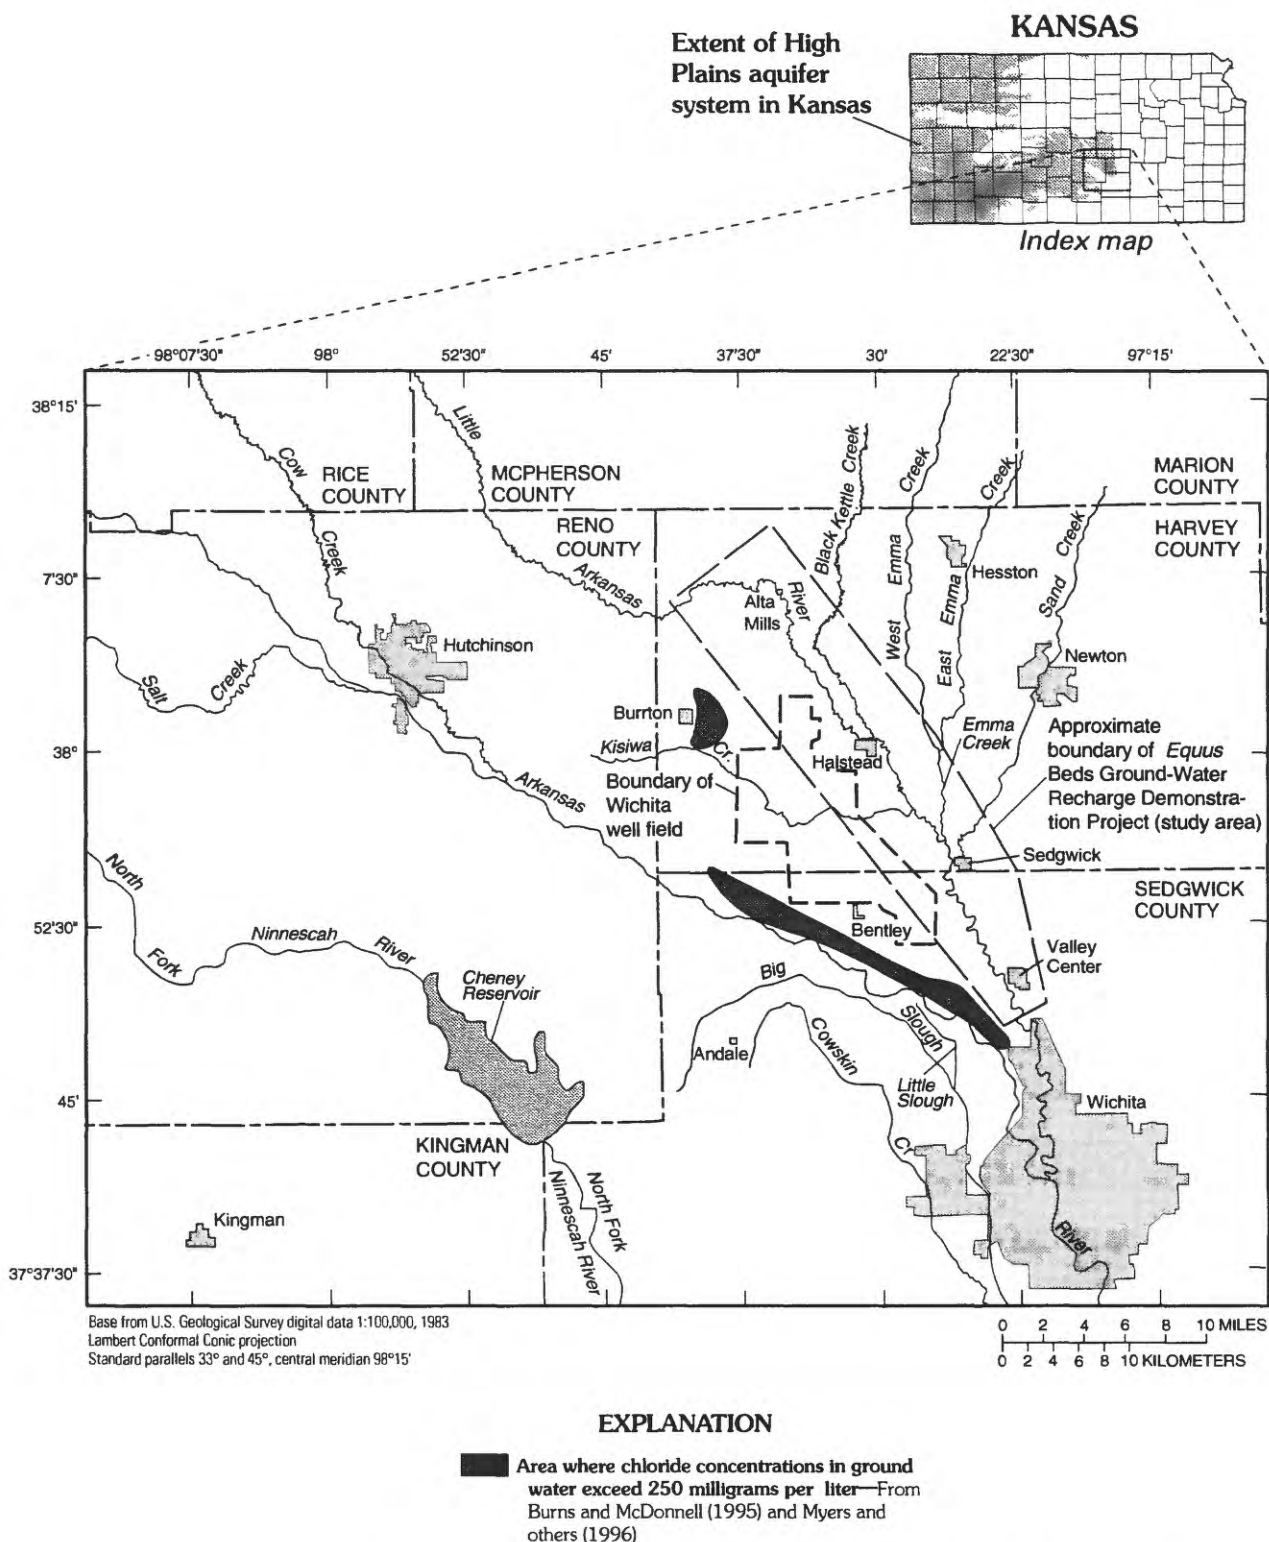 KANSAS
Extent of High
Plains aquifer
system in Kansas
Index map
98°07'30"
98°
52'30"
45'
37'30"
30'
22'30"
97°15'
38°15'
7'30"
38°
52'30"
45'
37°37'30"
Cow
Creek
Little
Arkansas
River
RICE
COUNTY
MCPHERSON
COUNTY
MARION
COUNTY
RENO
COUNTY
HARVEY
COUNTY
Black Kettle Creek
West Emma
Creek
East Emma
Creek
Sand Creek
Hesston
Alta
Mills
Hutchinson
Newton
Salt
Creek
Burrton
Kisiwa
Cr.
Halstead
Emma
Creek
Approximate
boundary of Equus
Beds Ground-Water
Recharge Demonstra-
tion Project (study area)
Boundary of
Wichita
well field
Arkansas
Sedgwick
SEDGWICK
COUNTY
North
Fork
Ninnescah
River
Cheney
Reservoir
Bentley
Valley
Center
Big
Slough
Cowskin
Cr
Andale
Little
Slough
Wichita
River
KINGMAN
COUNTY
Kingman
North Fork
Ninnescah River
Base from U.S. Geological Survey digital data 1:100,000, 1983
Lambert Conformal Conic projection
Standard parallels 33° and 45°, central meridian 98°15'
0 2 4 6 8 10 MILES
0 2 4 6 8 10 KILOMETERS
EXPLANATION
Area where chloride concentrations in ground
water exceed 250 milligrams per liter—From
Burns and McDonnell (1995) and Myers and
others (1996)